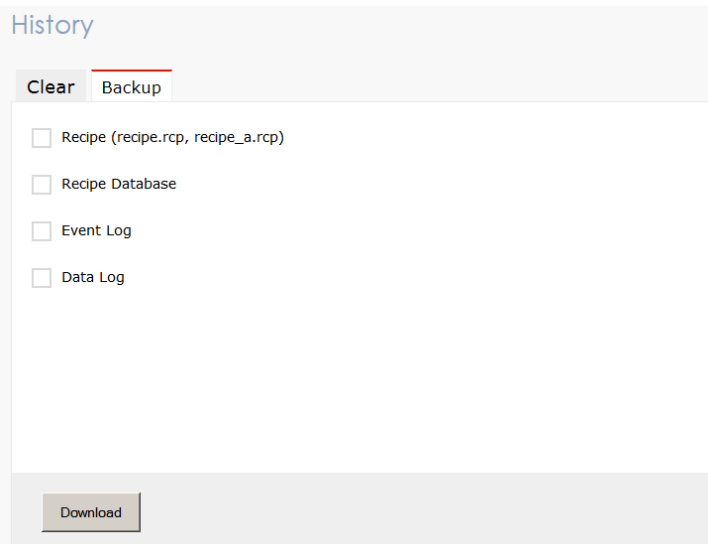 History
Clear
Backup
Recipe (recipe.rcp, recipe_a.rcp)
Recipe Database
Event Log
Data Log
Download